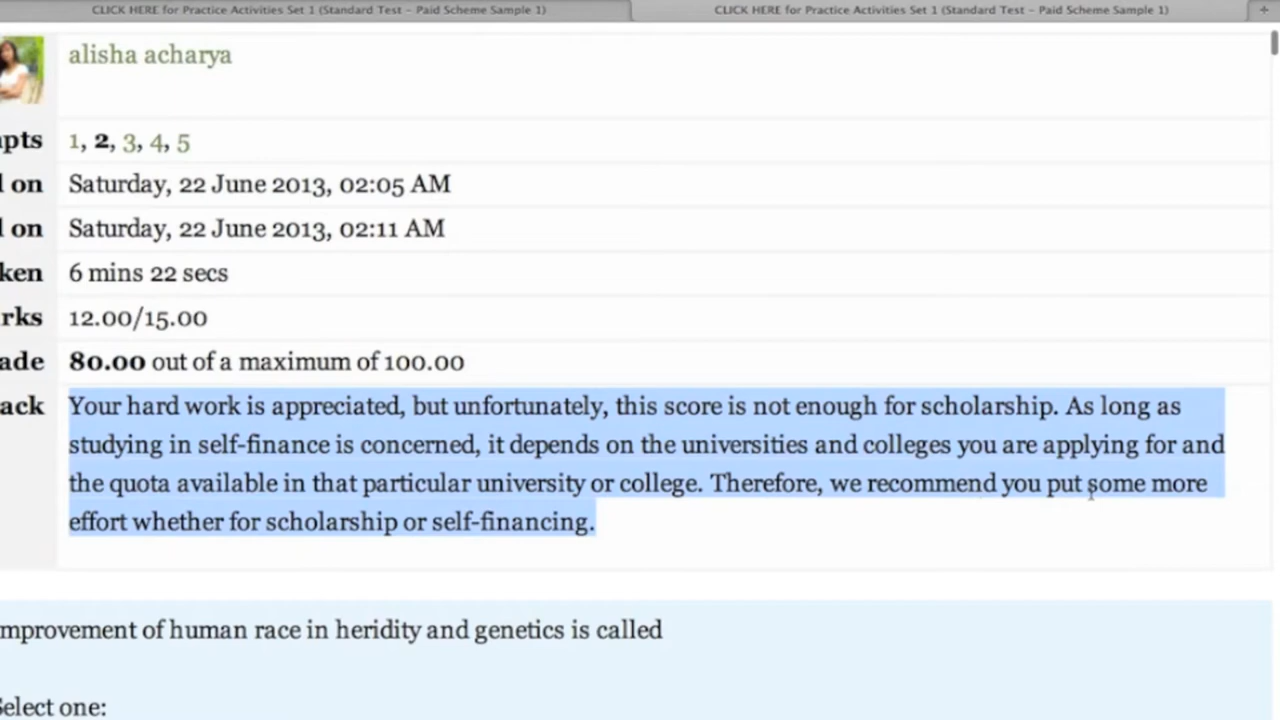 CLICK HERE for Practice Activities Set 1 (Standard Test – Paid Scheme Sample 1) CLICK HERE for Practice Activities Set 1 (Standard Test – Paid Scheme Sample 1) +
alisha acharya
pts 1, 2, 3, 4, 5
on Saturday, 22 June 2013, 02:05 AM
on Saturday, 22 June 2013, 02:11 AM
ken 6 mins 22 secs
rks 12.00/15.00
ade 80.00 out of a maximum of 100.00
ack Your hard work is appreciated, but unfortunately, this score is not enough for scholarship. As long as
studying in self-finance is concerned, it depends on the universities and colleges you are applying for and
the quota available in that particular university or college. Therefore, we recommend you put some more
effort whether for scholarship or self-financing.
mprovement of human race in heridity and genetics is called
Select one: